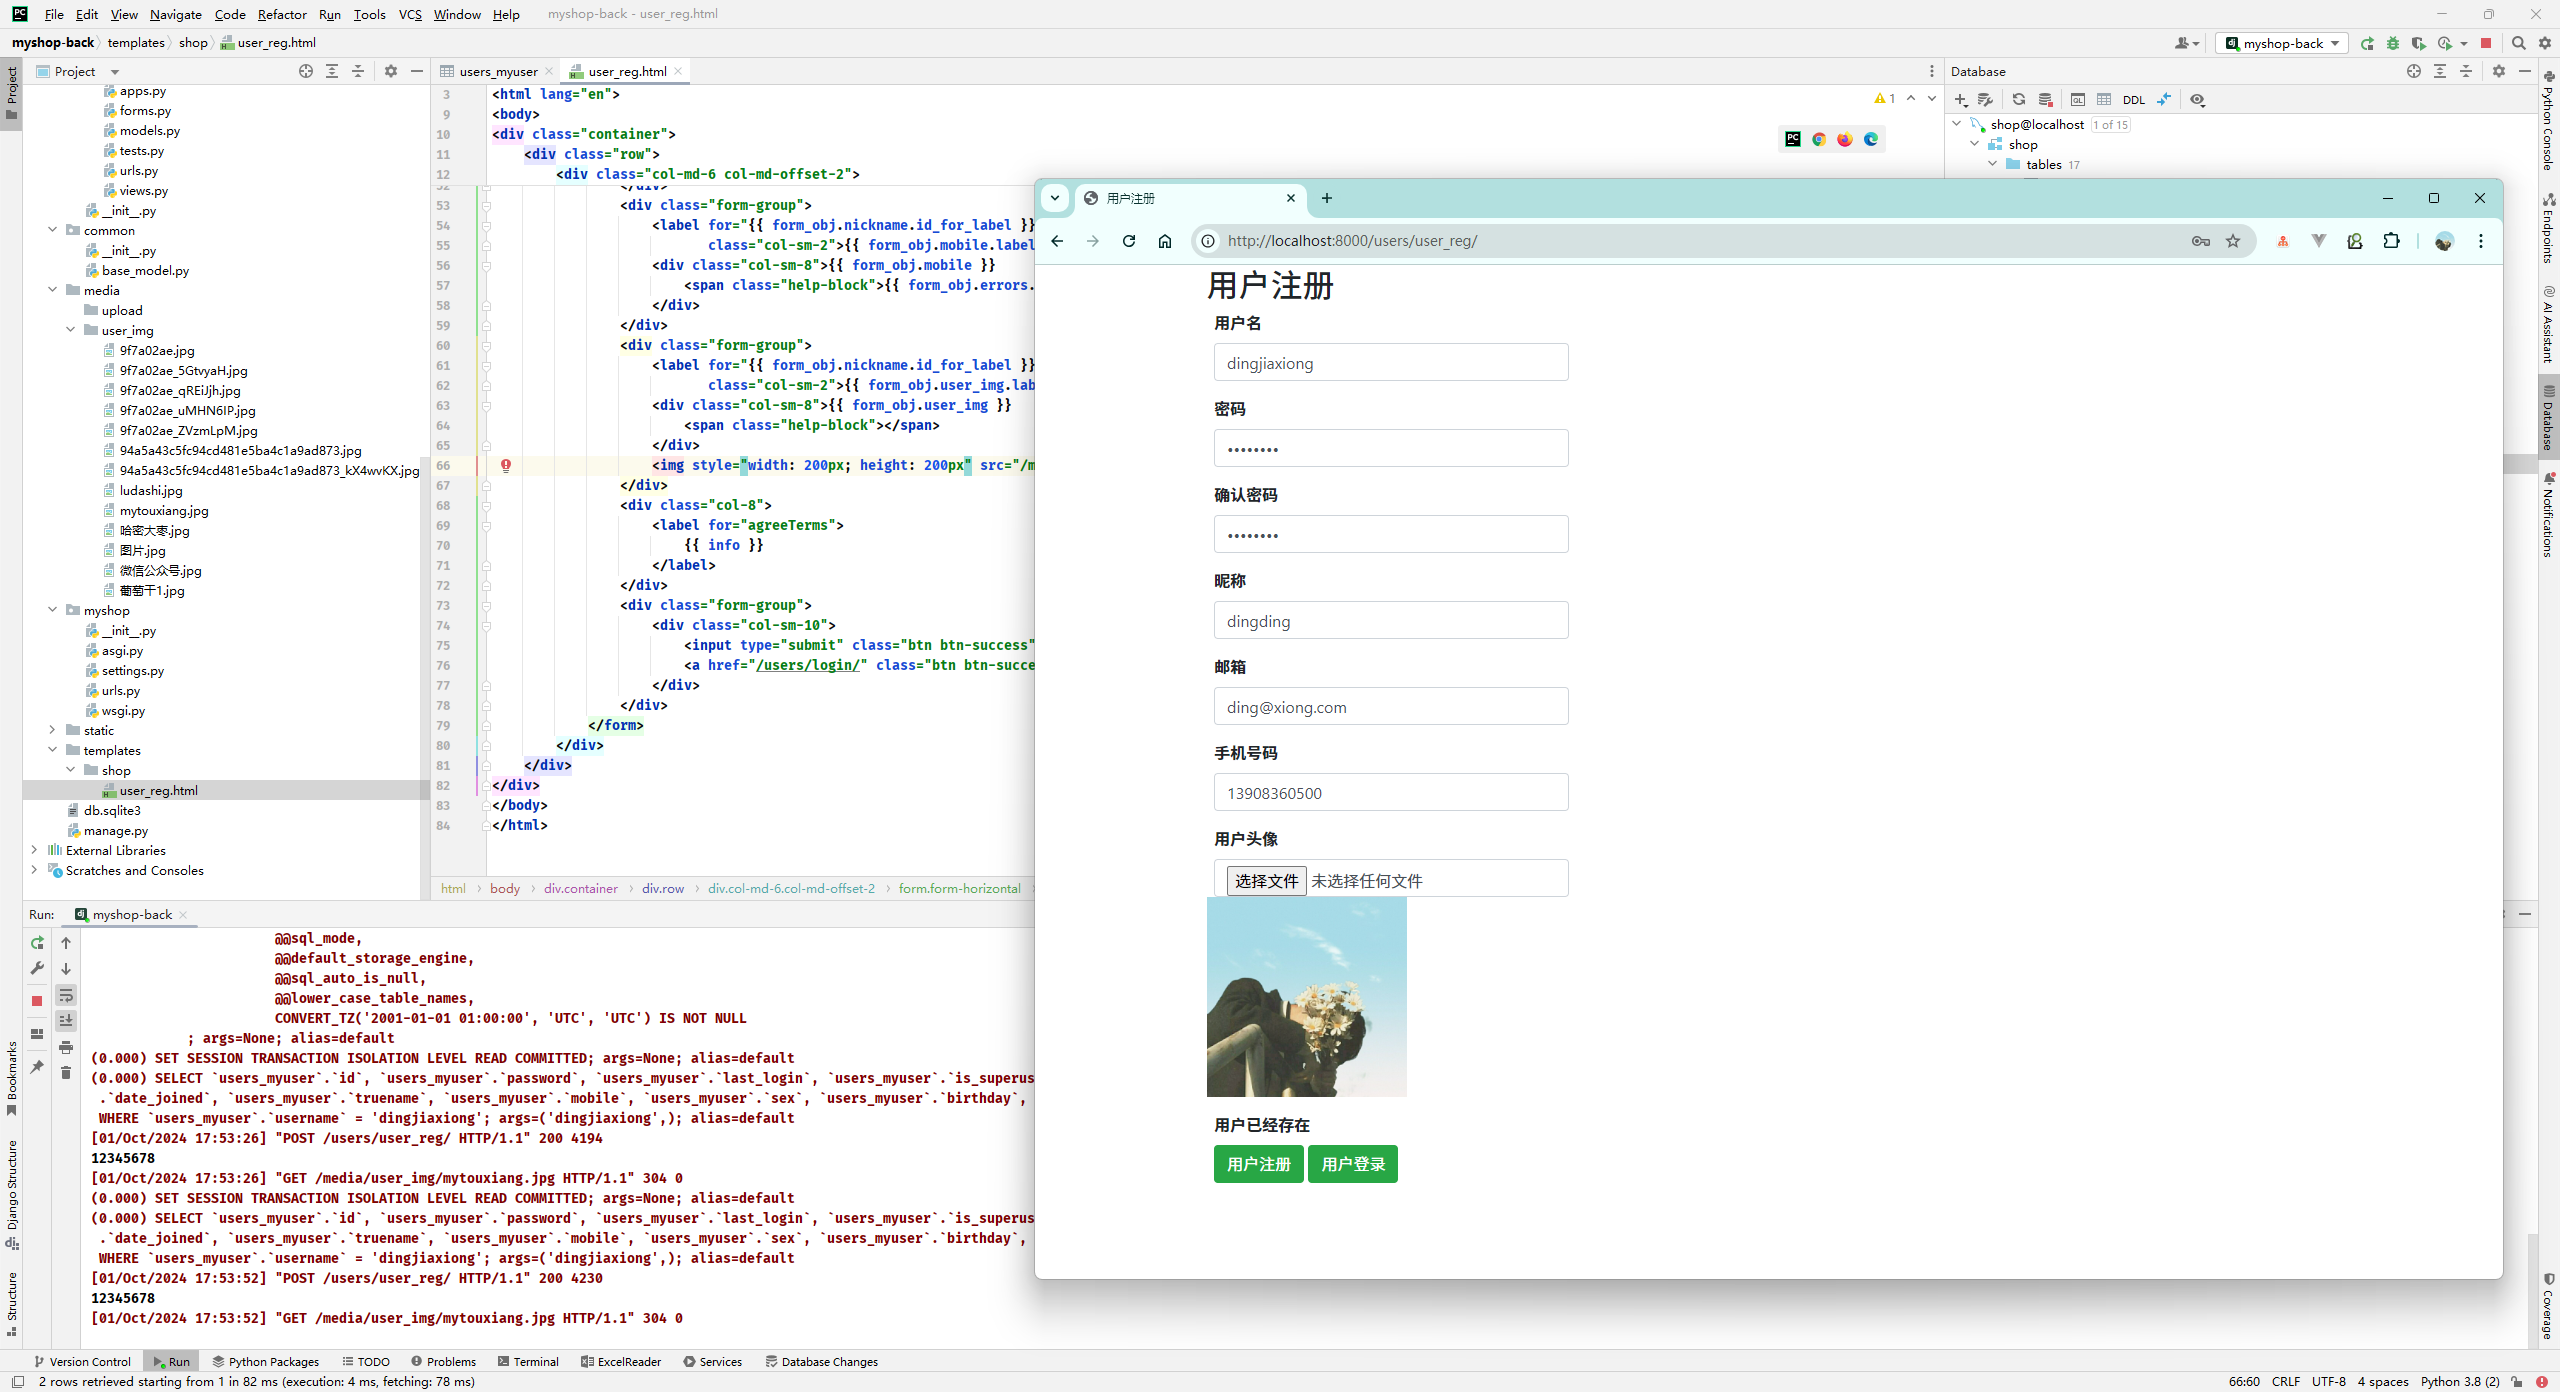 File Edit View Navigate Code Refactor Run Tools VCS Window Help myshop-back - user_reg.html
myshop-back templates shop user_reg.html
myshop-back
Project
Project
apps.py
forms.py
models.py
tests.py
urls.py
views.py
__init__.py
common
__init__.py
base_model.py
media
upload
user_img
9f7a02ae.jpg
9f7a02ae_5GtvyaH.jpg
9f7a02ae_qREiJjh.jpg
9f7a02ae_uMHN6IP.jpg
9f7a02ae_ZVzmLpM.jpg
94a5a43c5fc94cd481e5ba4c1a9ad873.jpg
94a5a43c5fc94cd481e5ba4c1a9ad873_kX4wvKX.jpg
ludashi.jpg
mytouxiang.jpg
哈密大枣.jpg
图片.jpg
微信公众号.jpg
葡萄干1.jpg
myshop
__init__.py
asgi.py
settings.py
urls.py
wsgi.py
static
templates
shop
user_reg.html
db.sqlite3
manage.py
External Libraries
Scratches and Consoles
users_myuser user_reg.html
1
3 <html lang="en">
9 <body>
10 <div class="container">
11 <div class="row">
12 <div class="col-md-6 col-md-offset-2">
52 </div>
53 <div class="form-group">
54 <label for="{{ form_obj.nickname.id_for_label }}
55 class="col-sm-2">{{ form_obj.mobile.label
56 <div class="col-sm-8">{{ form_obj.mobile }}
57 <span class="help-block">{{ form_obj.errors.
58 </div>
59 </div>
60 <div class="form-group">
61 <label for="{{ form_obj.nickname.id_for_label }}
62 class="col-sm-2">{{ form_obj.user_img.lab
63 <div class="col-sm-8">{{ form_obj.user_img }}
64 <span class="help-block"></span>
65 </div>
66 <img style="width: 200px; height: 200px" src="/m
67 </div>
68 <div class="col-8">
69 <label for="agreeTerms">
70 {{ info }}
71 </label>
72 </div>
73 <div class="form-group">
74 <div class="col-sm-10">
75 <input type="submit" class="btn btn-success"
76 <a href="/users/login/" class="btn btn-succe
77 </div>
78 </div>
79 </form>
80 </div>
81 </div>
82 </div>
83 </body>
84 </html>
html body div.container div.row div.col-md-6.col-md-offset-2 form.form-horizontal
Database
DDL
shop@localhost 1 of 15
shop
tables 17
Python Console
Endpoints
AI Assistant
Database
Notifications
Coverage
用户注册
http://localhost:8000/users/user_reg/
用户注册
用户名
dingjiaxiong
密码
••••••••
确认密码
••••••••
昵称
dingding
邮箱
ding@xiong.com
手机号码
13908360500
用户头像
选择文件 未选择任何文件
用户已经存在
用户注册 用户登录
Run: myshop-back
@@sql_mode,
@@default_storage_engine,
@@sql_auto_is_null,
@@lower_case_table_names,
CONVERT_TZ('2001-01-01 01:00:00', 'UTC', 'UTC') IS NOT NULL
; args=None; alias=default
(0.000) SET SESSION TRANSACTION ISOLATION LEVEL READ COMMITTED; args=None; alias=default
(0.000) SELECT `users_myuser`.`id`, `users_myuser`.`password`, `users_myuser`.`last_login`, `users_myuser`.`is_superus
.`date_joined`, `users_myuser`.`truename`, `users_myuser`.`mobile`, `users_myuser`.`sex`, `users_myuser`.`birthday`,
WHERE `users_myuser`.`username` = 'dingjiaxiong'; args=('dingjiaxiong',); alias=default
[01/Oct/2024 17:53:26] "POST /users/user_reg/ HTTP/1.1" 200 4194
12345678
[01/Oct/2024 17:53:26] "GET /media/user_img/mytouxiang.jpg HTTP/1.1" 304 0
(0.000) SET SESSION TRANSACTION ISOLATION LEVEL READ COMMITTED; args=None; alias=default
(0.000) SELECT `users_myuser`.`id`, `users_myuser`.`password`, `users_myuser`.`last_login`, `users_myuser`.`is_superus
.`date_joined`, `users_myuser`.`truename`, `users_myuser`.`mobile`, `users_myuser`.`sex`, `users_myuser`.`birthday`,
WHERE `users_myuser`.`username` = 'dingjiaxiong'; args=('dingjiaxiong',); alias=default
[01/Oct/2024 17:53:52] "POST /users/user_reg/ HTTP/1.1" 200 4230
12345678
[01/Oct/2024 17:53:52] "GET /media/user_img/mytouxiang.jpg HTTP/1.1" 304 0
Bookmarks
Django Structure
Structure
Version Control Run Python Packages TODO Problems Terminal ExcelReader Services Database Changes
2 rows retrieved starting from 1 in 82 ms (execution: 4 ms, fetching: 78 ms)
66:60 CRLF UTF-8 4 spaces Python 3.8 (2)